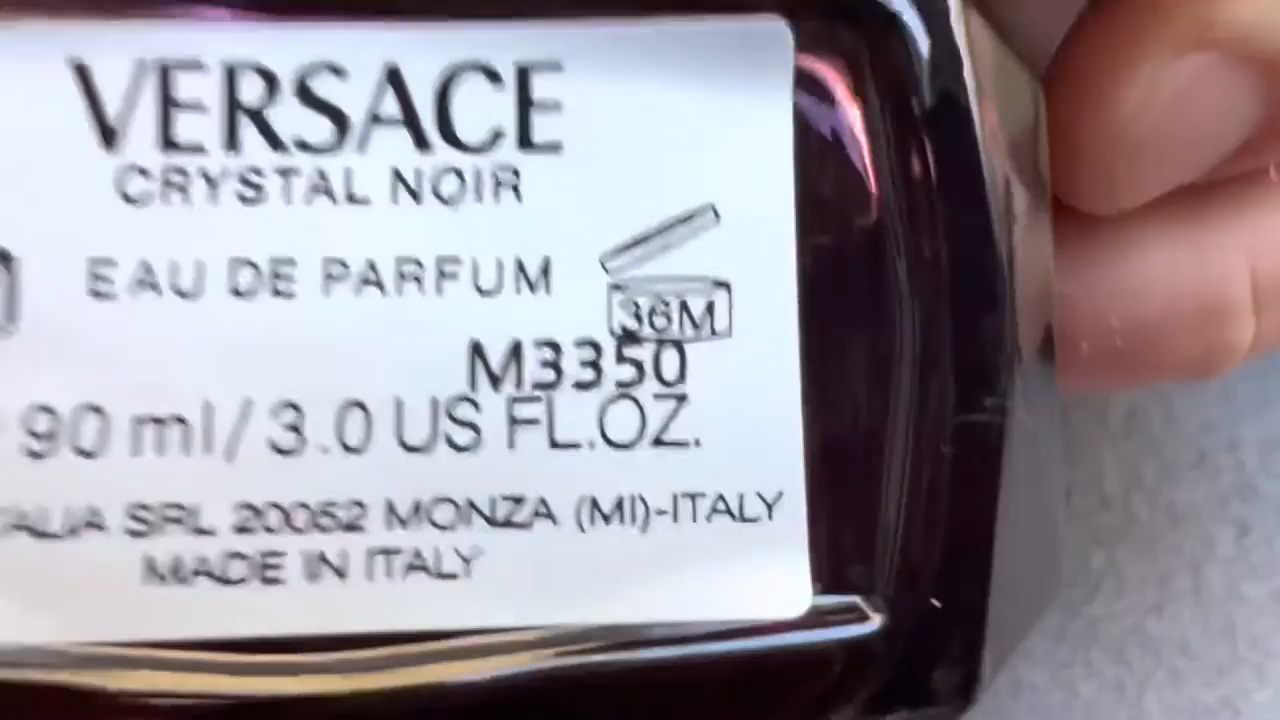 VERSACE
CRYSTAL NOIR
EAU DE PARFUM
36M
M3350
90 ml/3.0 US FL.OZ.
SRL 20052 MONZA (MI)-ITALY
MADE IN ITALY